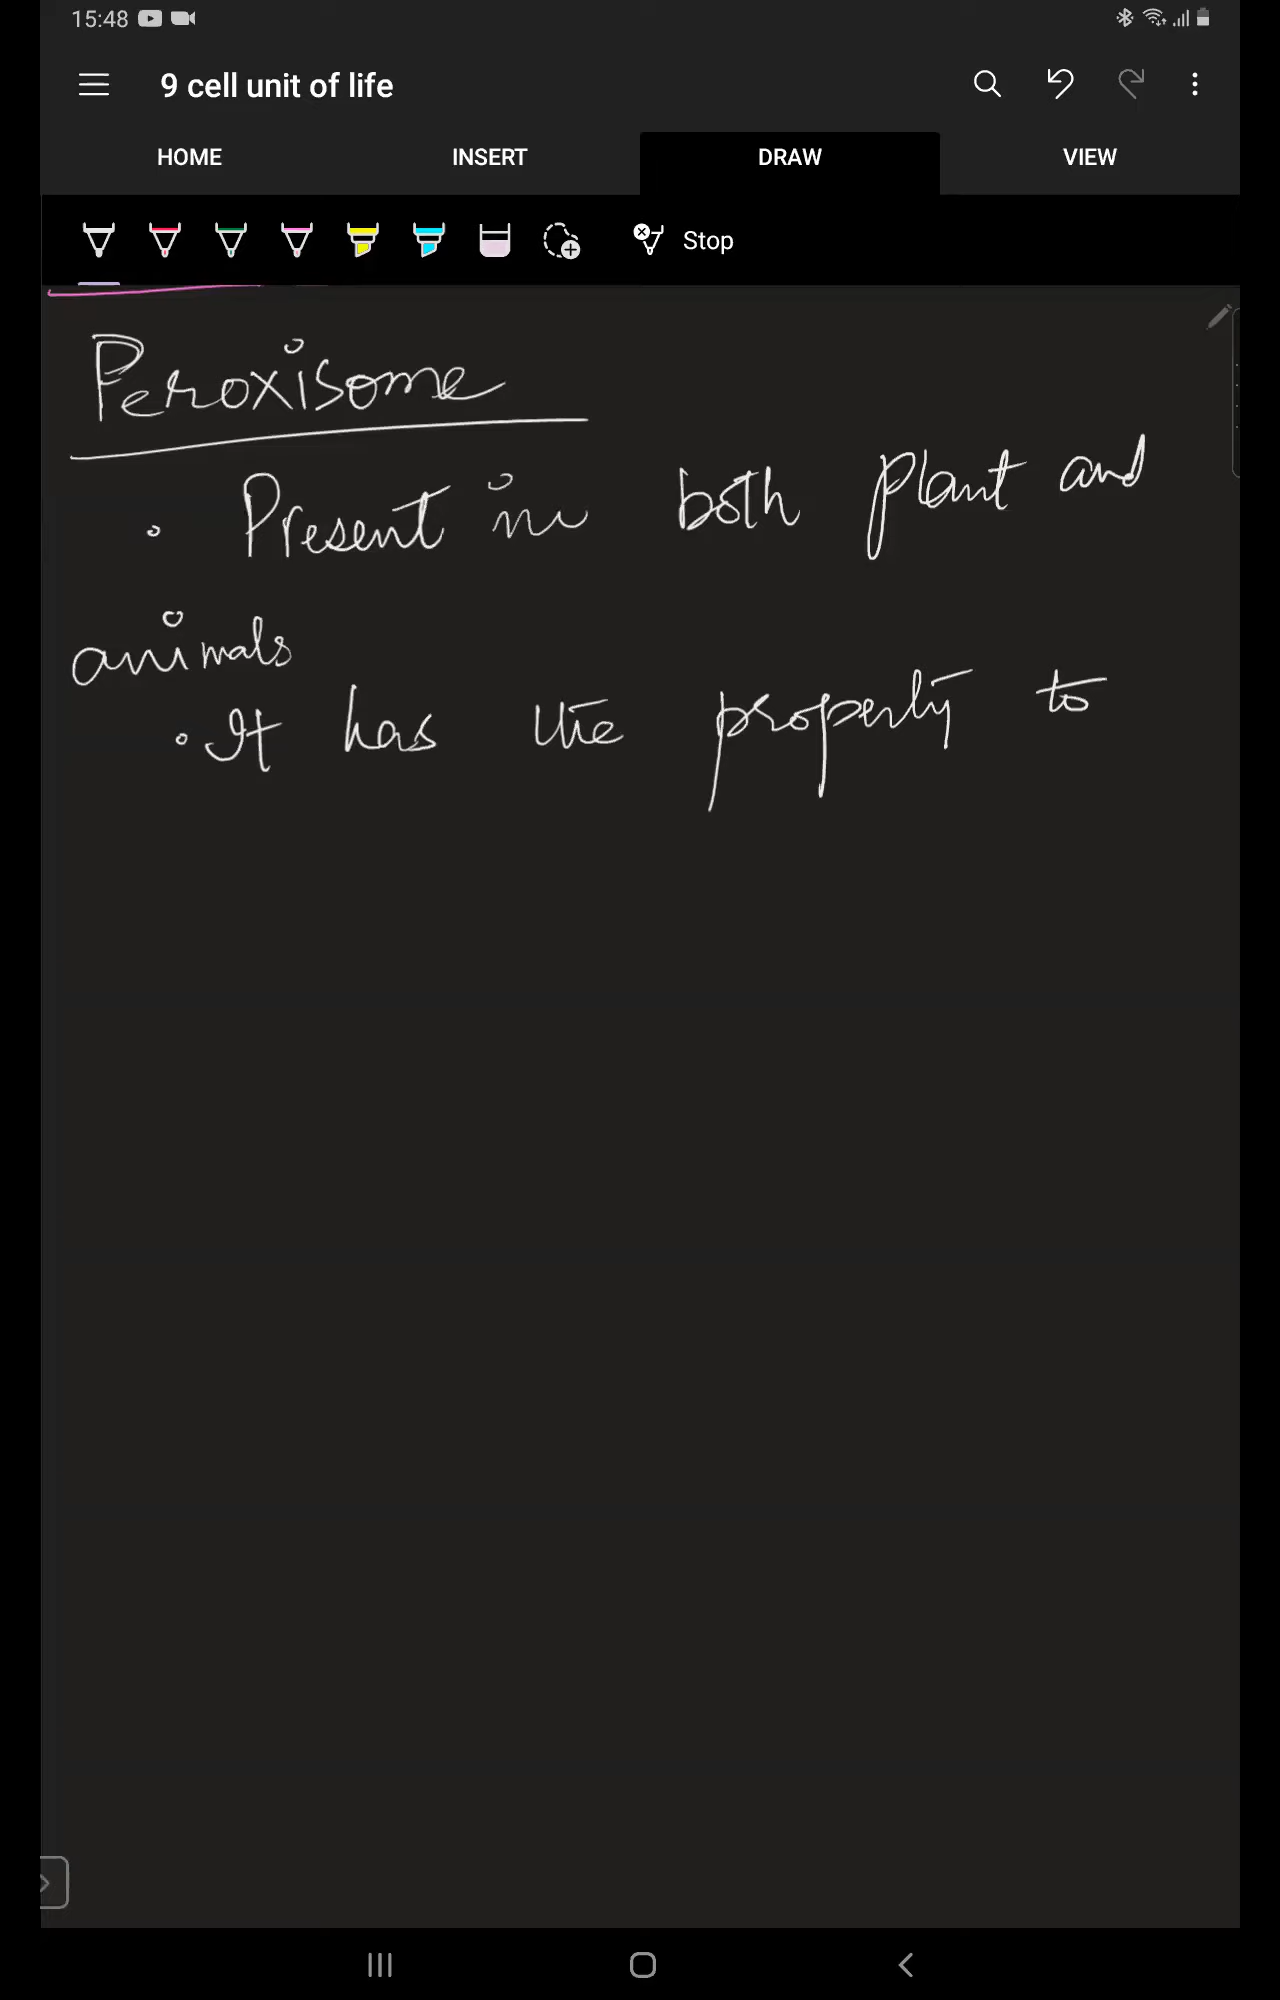 15:48
9 cell unit of life
HOME INSERT DRAW VIEW
Stop
Peroxisome
• Present in both plant and
animals
• It has the property to